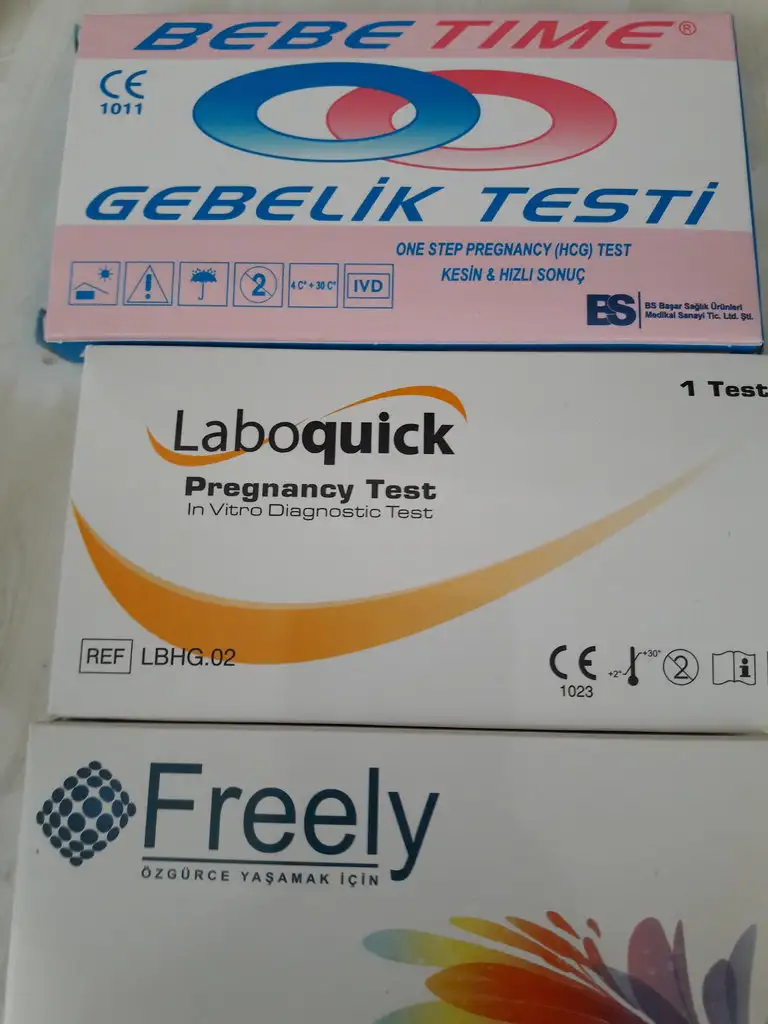 BEBE TIME®
CE
1011
GEBELİK TESTİ
ONE STEP PREGNANCY (HCG) TEST
KESİN & HIZLI SONUÇ
2
4 C° + 30 C°
IVD
BS
BS Başar Sağlık Ürünleri
Medikal Sanayi Tic. Ltd. Şti.
1 Test
Laboquick
Pregnancy Test
In Vitro Diagnostic Test
REF LBHG.02
CE
1023
+2° +30°
2
i
Freely
ÖZGÜRCE YAŞAMAK İÇİN